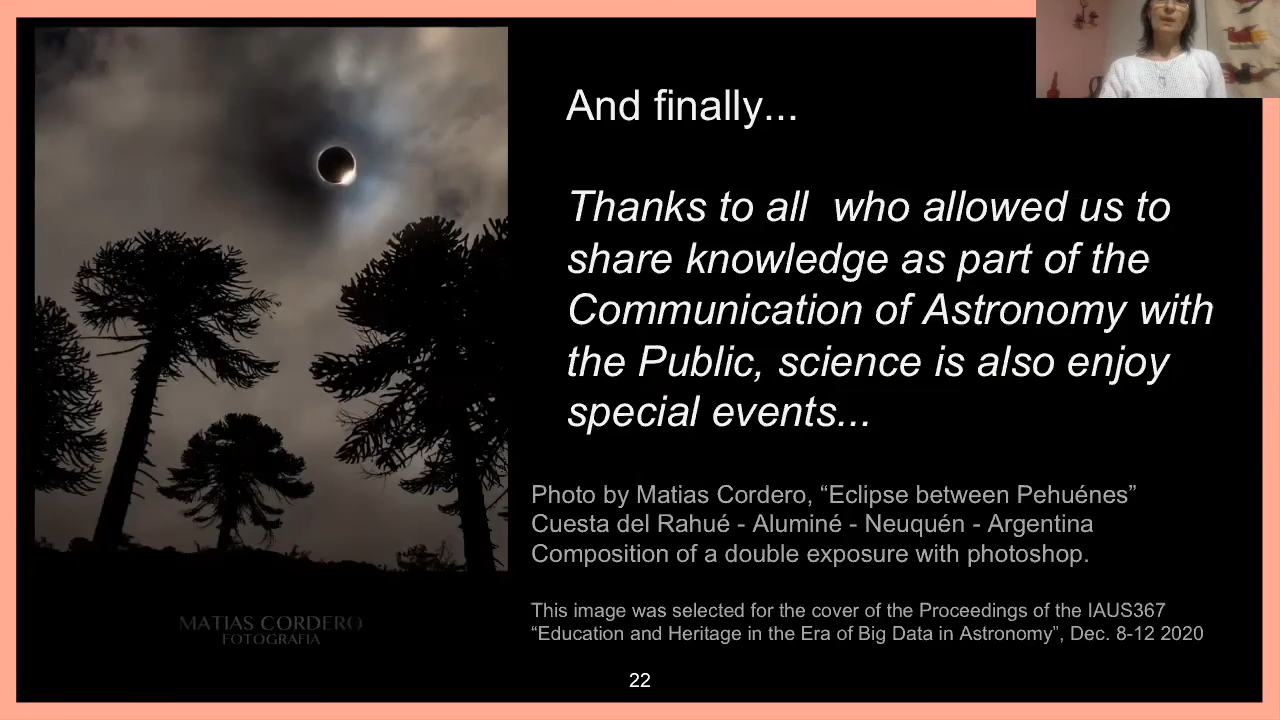 And finally...
Thanks to all  who allowed us to
share knowledge as part of the
Communication of Astronomy with
the Public, science is also enjoy
special events...
Photo by Matias Cordero, “Eclipse between Pehuénes”
Cuesta del Rahué - Aluminé - Neuquén - Argentina
Composition of a double exposure with photoshop.
This image was selected for the cover of the Proceedings of the IAUS367
“Education and Heritage in the Era of Big Data in Astronomy”, Dec. 8-12 2020
MATIAS CORDERO
FOTOGRAFIA
22